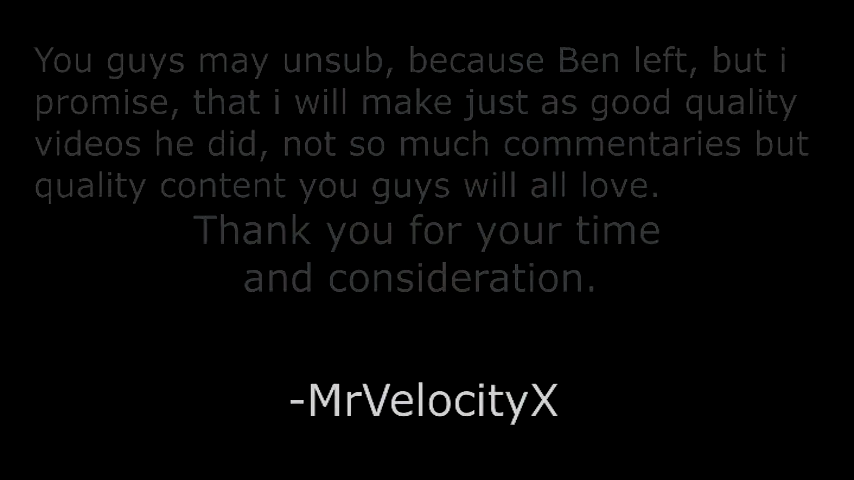 You guys may unsub, because Ben left, but i
promise, that i will make just as good quality
videos he did, not so much commentaries but
quality content you guys will all love.
Thank you for your time
and consideration.
-MrVelocityX